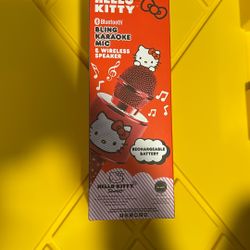 HELLO
KITTY
Bluetooth
BLING
KARAOKE
MIC
& WIRELESS
SPEAKER
RECHARGEABLE
BATTERY
HELLO KITTY